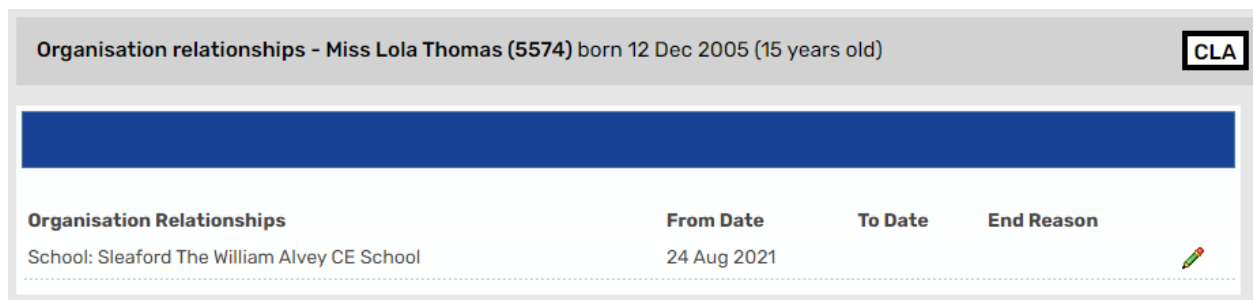 Organisation relationships - Miss Lola Thomas (5574) born 12 Dec 2005 (15 years old) CLA
Organisation Relationships From Date To Date End Reason
School: Sleaford The William Alvey CE School 24 Aug 2021